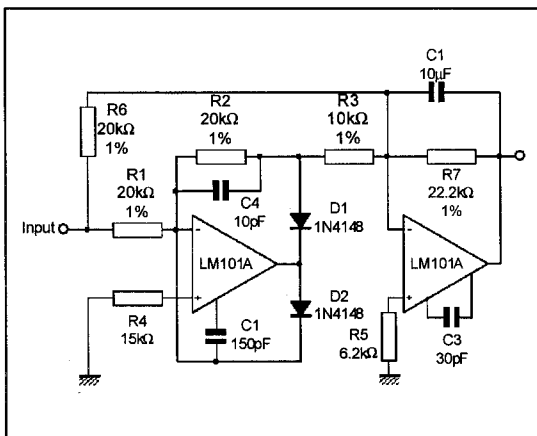 C1
10µF
R6
20kΩ
1%
R2
20kΩ
1%
R3
10kΩ
1%
R1
20kΩ
1%
R7
22.2kΩ
1%
C4
10pF
D1
1N4148
Input
-
LM101A
+
-
LM101A
+
D2
1N4148
R4
15kΩ
C1
150pF
R5
6.2kΩ
C3
30pF